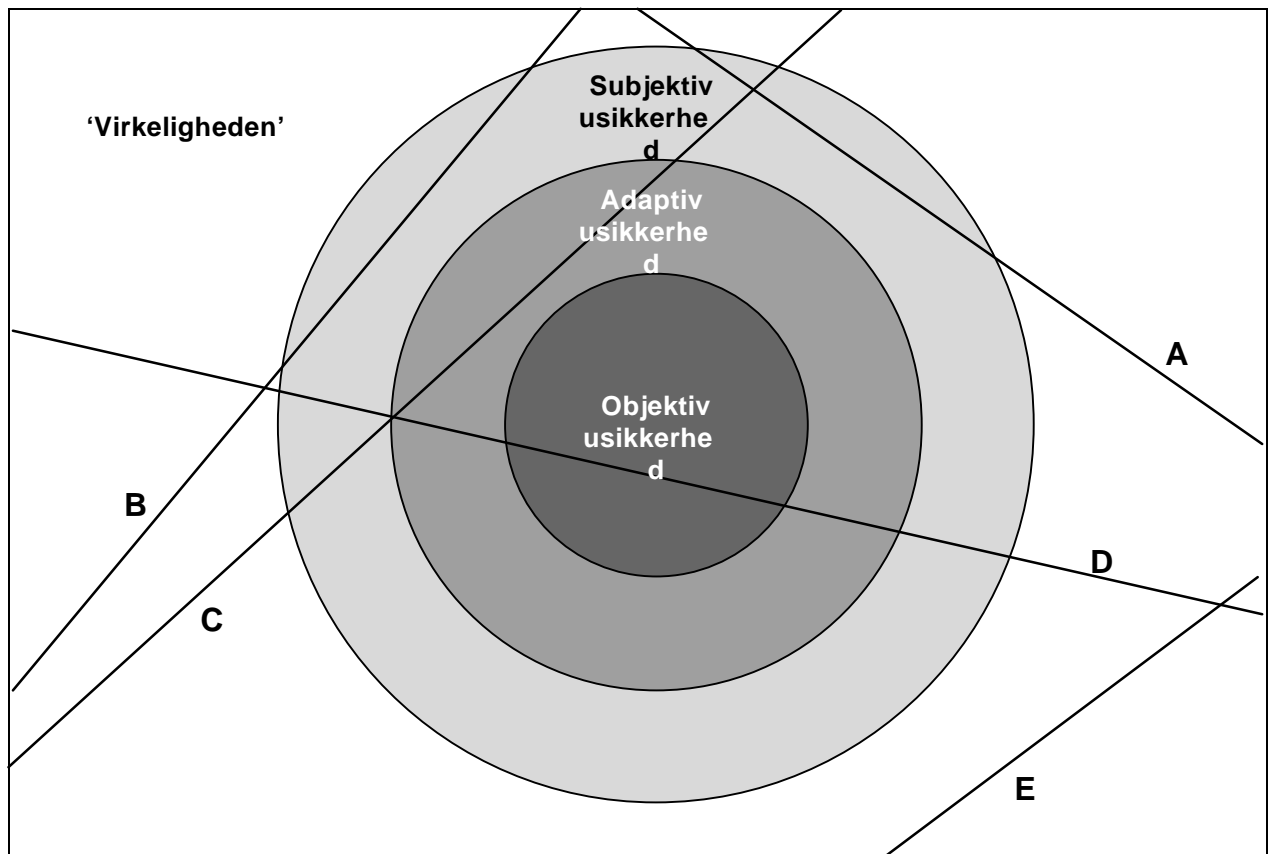 Subjektiv
usikkerhe
d
‘Virkeligheden’
Adaptiv
usikkerhe
d
A
Objektiv
usikkerhe
d
B
D
C
E